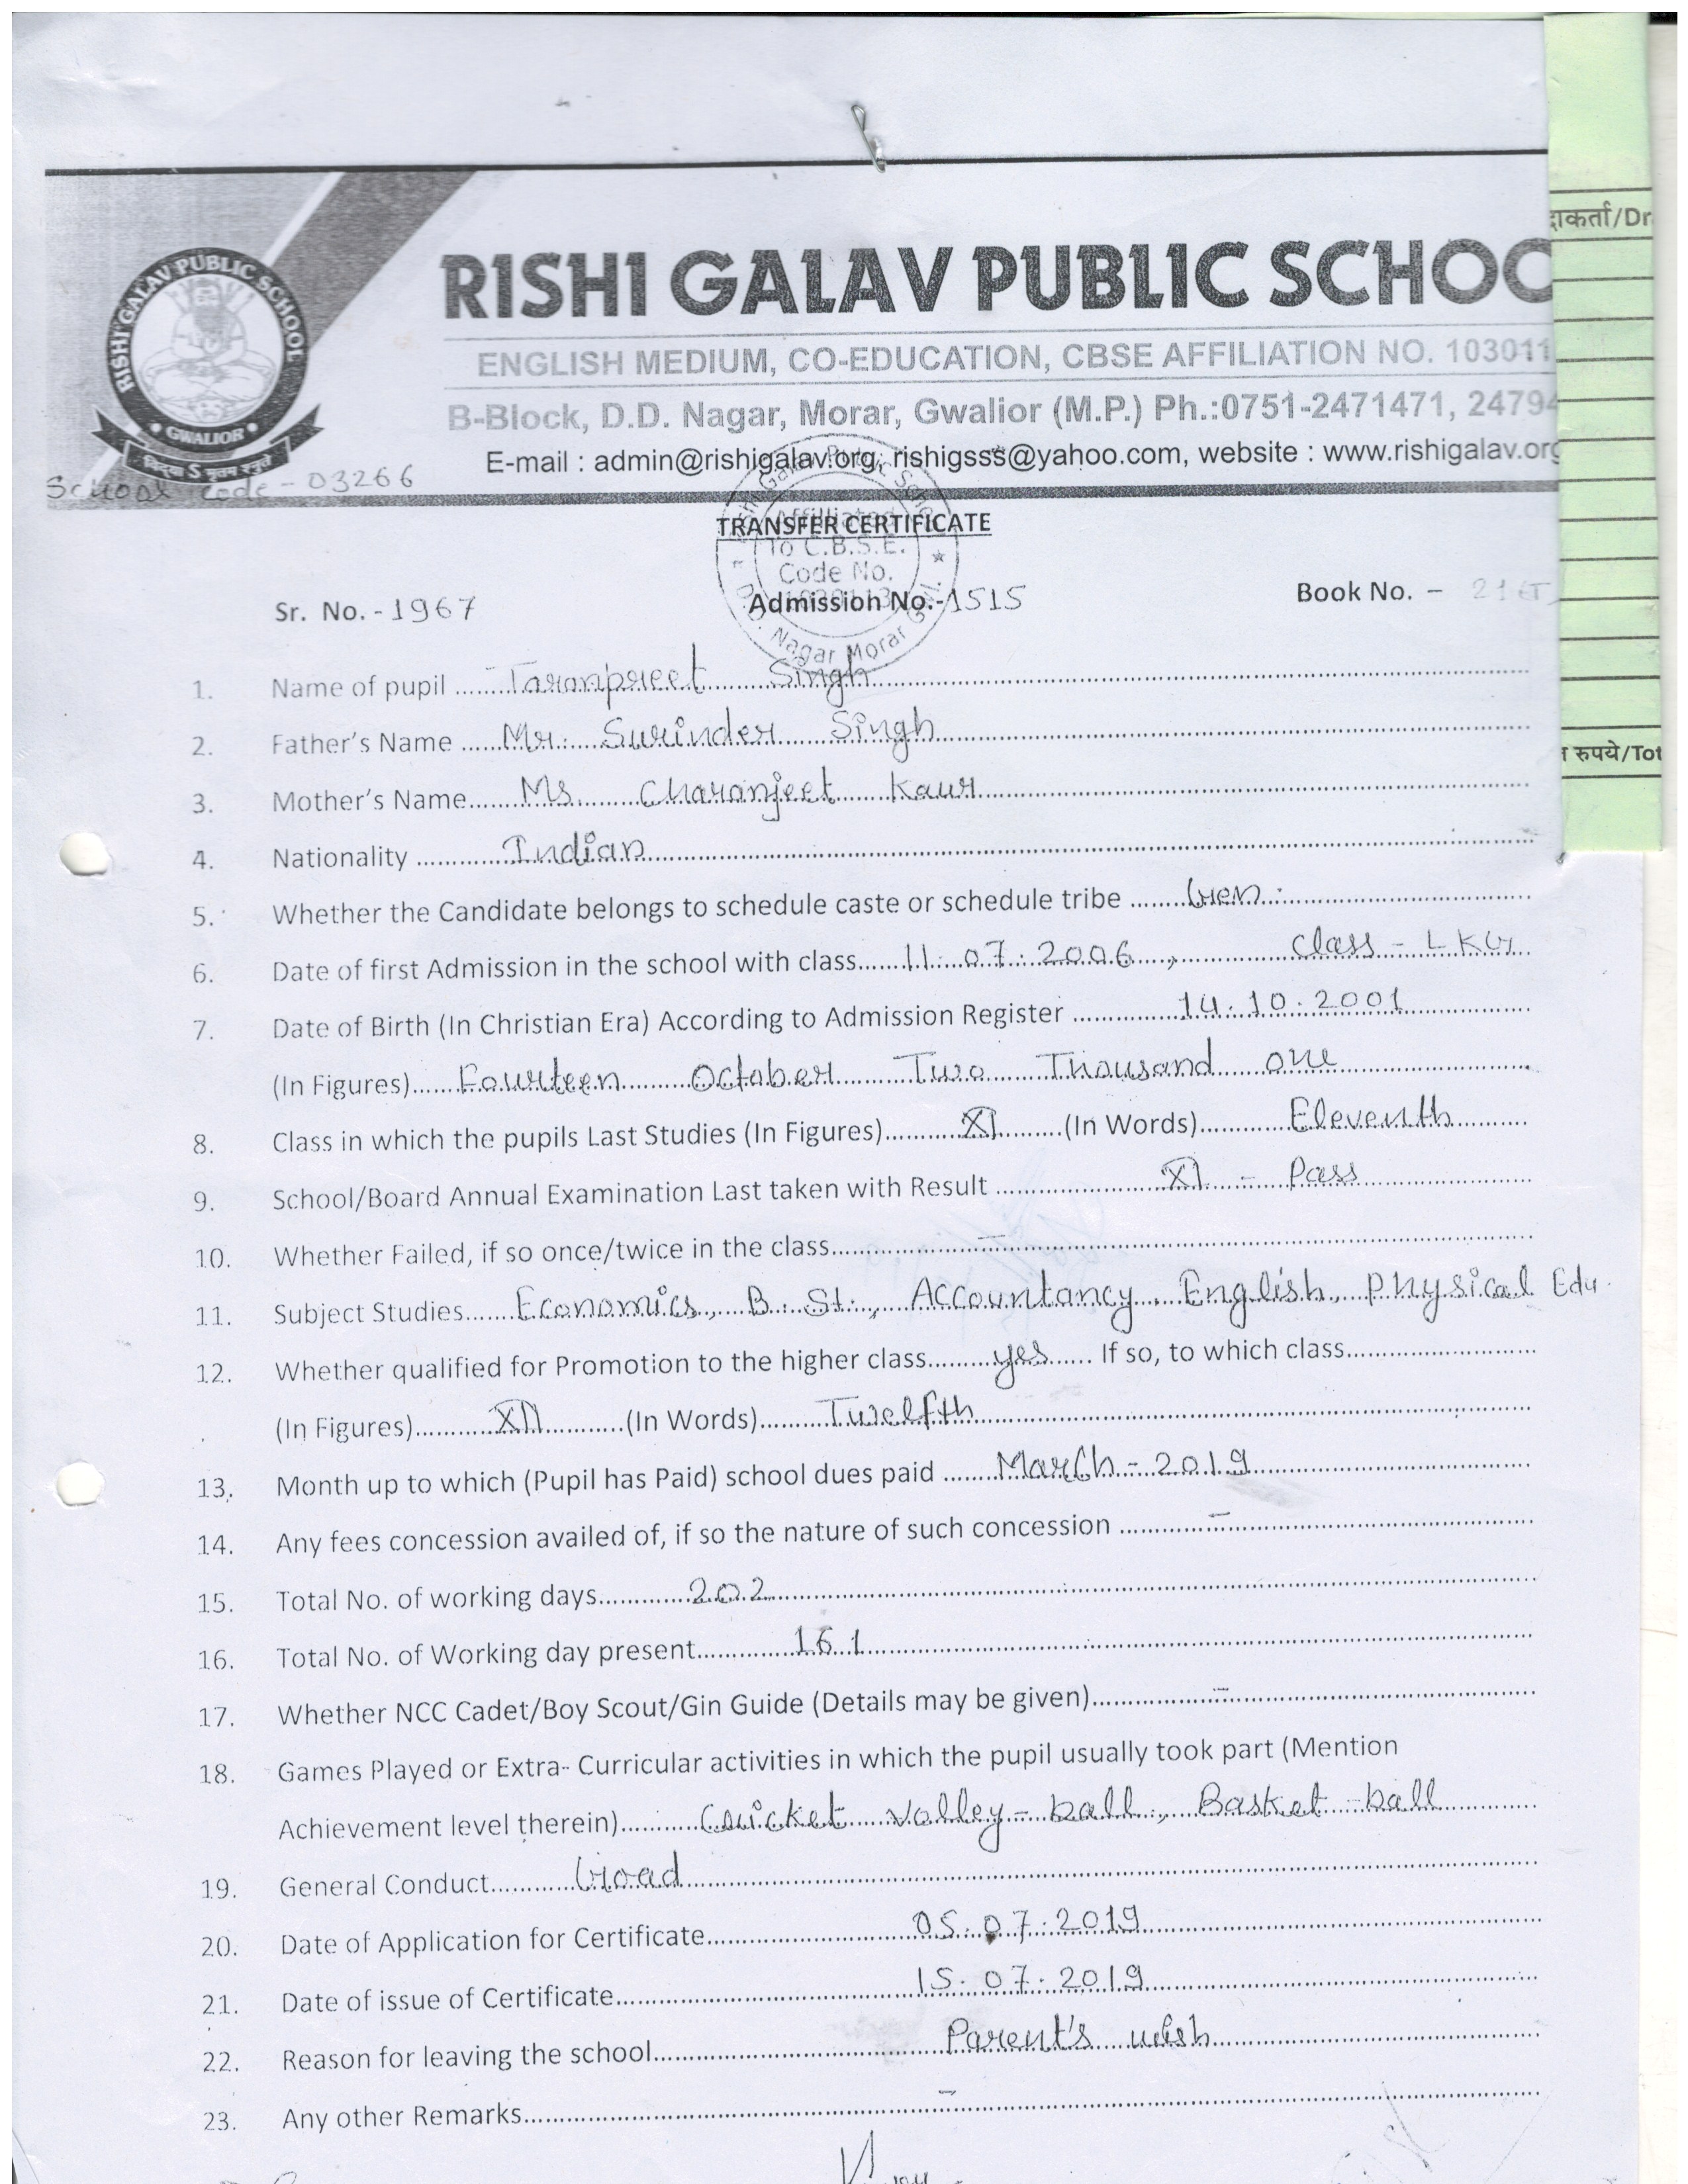 दाकर्ता/Dr
RISHI GALAV PUBLIC SCHOOL
GWALIOR
RISHI GALAV PUBLIC SCHOO
ENGLISH MEDIUM, CO-EDUCATION, CBSE AFFILIATION NO. 103011
B-Block, D.D. Nagar, Morar, Gwalior (M.P.) Ph.:0751-2471471, 24794
E-mail : admin@rishigalav.org, rishigsss@yahoo.com, website : www.rishigalav.org
School Code - 03266
TRANSFER CERTIFICATE
Affilliated
To C.B.S.E.
Code No.
D.D. Nagar Morar
Sr. No. - 1967 Admission No.- 1515 Book No. - 21
1. Name of pupil Taranpreet Singh
2. Father's Name Mr. Surinder Singh
त रुपये/Tot
3. Mother's Name Ms. Charanjeet Kaur
4. Nationality Indian
5. Whether the Candidate belongs to schedule caste or schedule tribe Gen.
6. Date of first Admission in the school with class 11.07.2006, Class - LKG
7. Date of Birth (In Christian Era) According to Admission Register 14.10.2001
(In Figures) Fourteen October Two Thousand one
8. Class in which the pupils Last Studies (In Figures) XI (In Words) Eleventh
9. School/Board Annual Examination Last taken with Result XI - Pass
10. Whether Failed, if so once/twice in the class -
11. Subject Studies Economics, B. St., Accountancy, English, Physical Edu.
12. Whether qualified for Promotion to the higher class yes If so, to which class
(In Figures) XII (In Words) Twelfth
13. Month up to which (Pupil has Paid) school dues paid March - 2019
14. Any fees concession availed of, if so the nature of such concession -
15. Total No. of working days 202
16. Total No. of Working day present 161
17. Whether NCC Cadet/Boy Scout/Gin Guide (Details may be given) -
18. Games Played or Extra- Curricular activities in which the pupil usually took part (Mention
Achievement level therein) Cricket Volley - ball, Basket - ball
19. General Conduct Good
20. Date of Application for Certificate 05.07.2019
21. Date of issue of Certificate 15.07.2019
22. Reason for leaving the school Parent's wish
23. Any other Remarks -